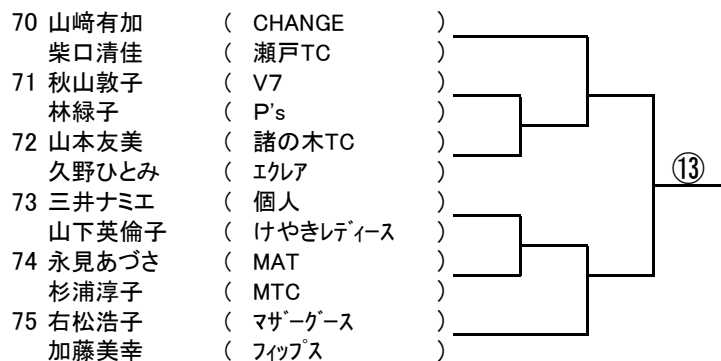 70 山﨑有加 ( CHANGE )
柴口清佳 ( 瀬戸TC )
71 秋山敦子 ( V7 )
林緑子 ( P's )
72 山本友美 ( 諸の木TC )
久野ひとみ ( ｴｸﾚｱ )
⑬
73 三井ナミエ ( 個人 )
山下英倫子 ( けやきﾚﾃﾞｨｰｽ )
74 永見あづさ ( MAT )
杉浦淳子 ( MTC )
75 右松浩子 ( ﾏｻﾞｰｸﾞｰｽ )
加藤美幸 ( ﾌｨｯﾌﾟｽ )